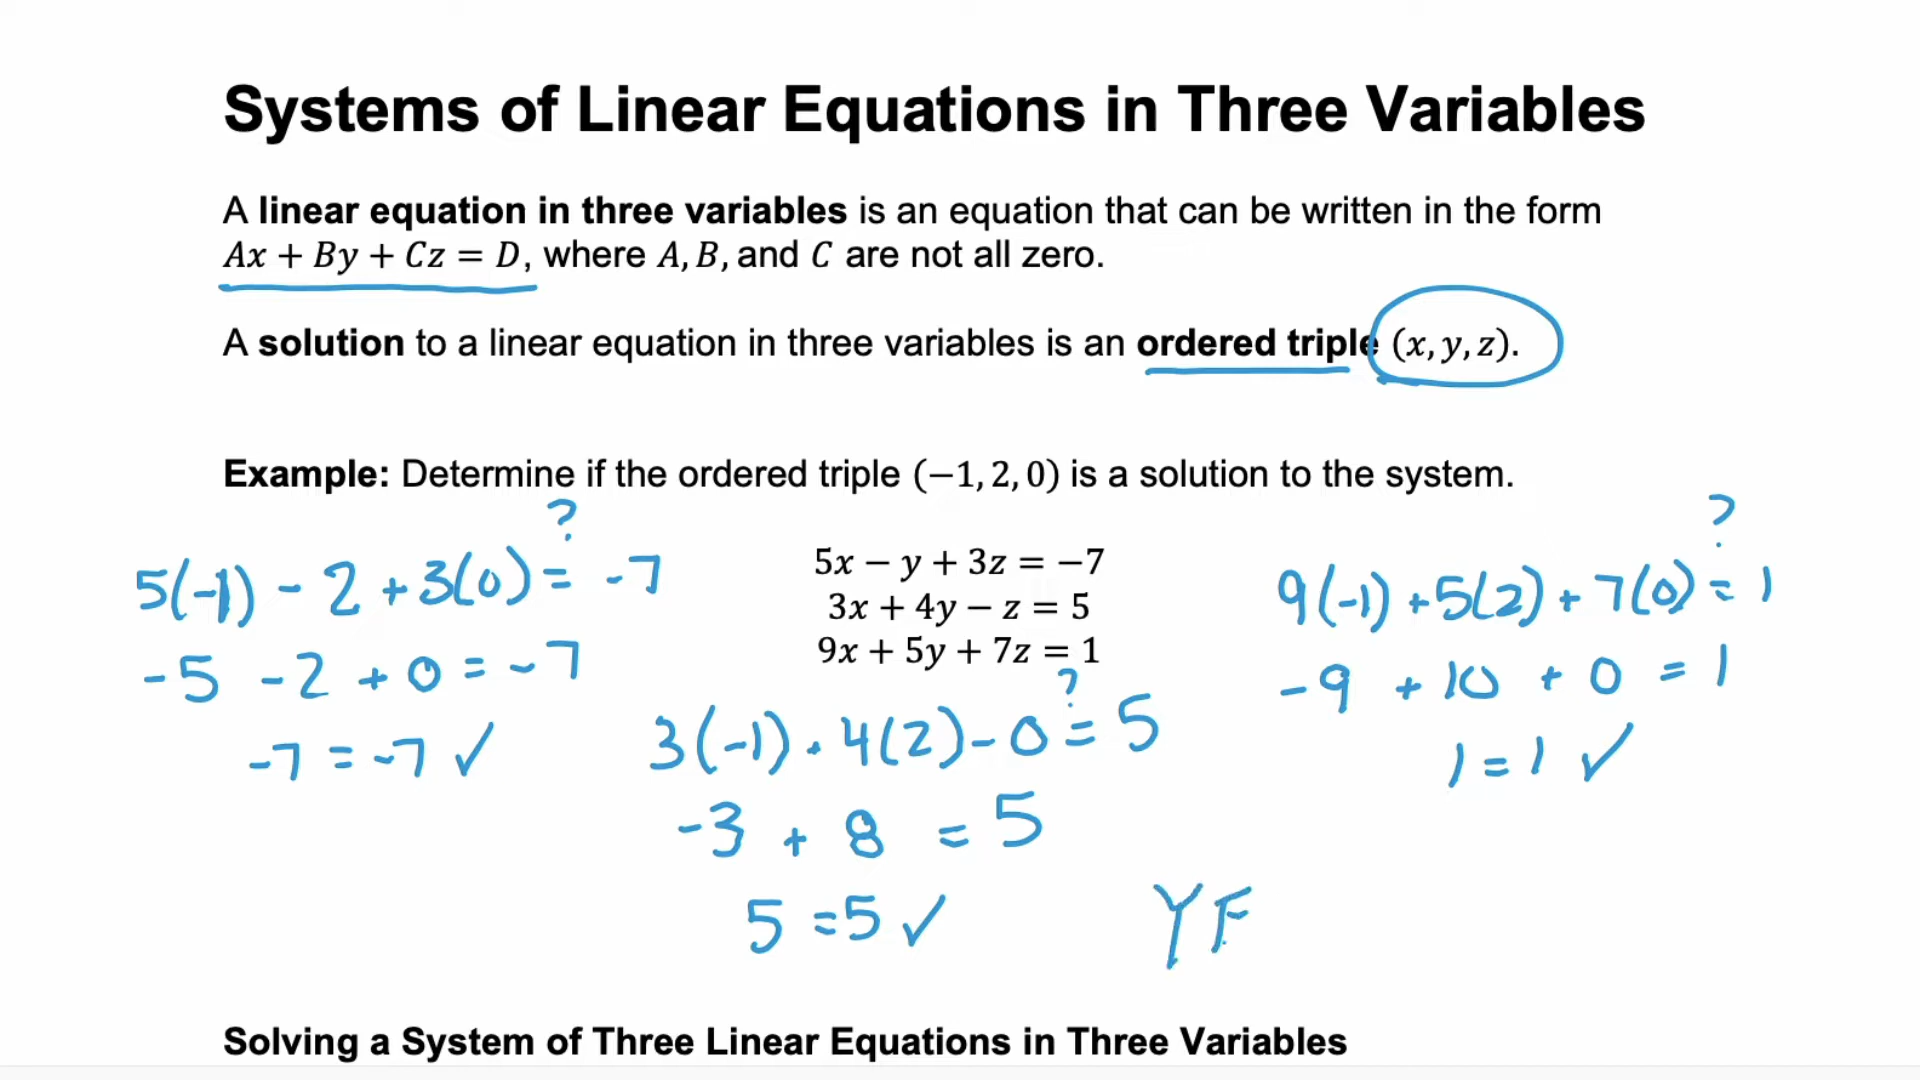 Systems of Linear Equations in Three Variables
A linear equation in three variables is an equation that can be written in the form
Ax + By + Cz = D, where A, B, and C are not all zero.
A solution to a linear equation in three variables is an ordered triple (x, y, z).
Example: Determine if the ordered triple (−1, 2, 0) is a solution to the system.
5x − y + 3z = −7
3x + 4y − z = 5
9x + 5y + 7z = 1
?
5(-1) - 2 + 3(0) = -7
-5 -2 + 0 = -7
-7 = -7 ✓
?
3(-1) + 4(2) - 0 = 5
-3 + 8 = 5
5 = 5 ✓
?
9(-1) + 5(2) + 7(0) = 1
-9 + 10 + 0 = 1
1 = 1 ✓
YF
Solving a System of Three Linear Equations in Three Variables